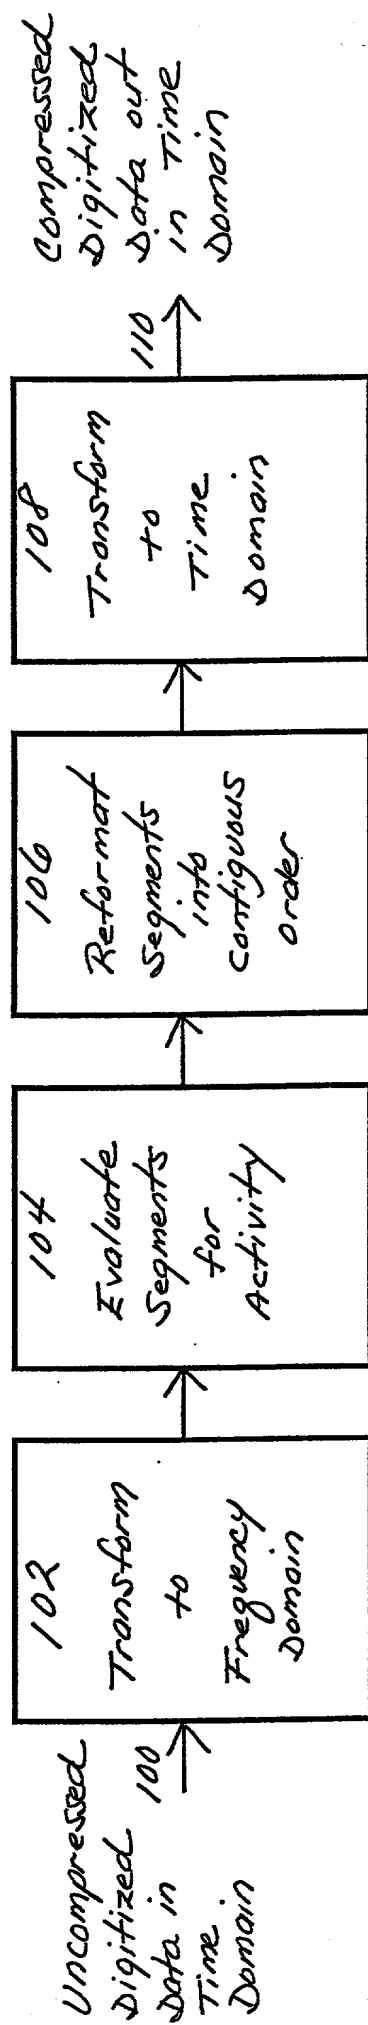 Uncompressed
Digitized
Data in
Time
Domain
100
102
Transform
to
Frequency
Domain
104
Evaluate
Segments
for
Activity
106
Reformat
Segments
into
Contiguous
Order
108
Transform
to
Time
Domain
110
Compressed
Digitized
Data out
in Time
Domain